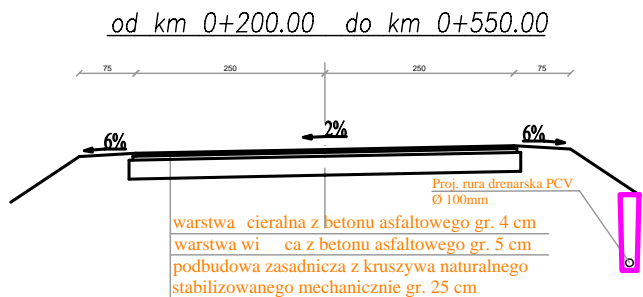 od km 0+200.00 do km 0+550.00
75 250 250 75
6% 2% 6%
Proj. rura drenarska PCV
Ø 100mm
warstwa cieralna z betonu asfaltowego gr. 4 cm
warstwa wi ca z betonu asfaltowego gr. 5 cm
podbudowa zasadnicza z kruszywa naturalnego
stabilizowanego mechanicznie gr. 25 cm